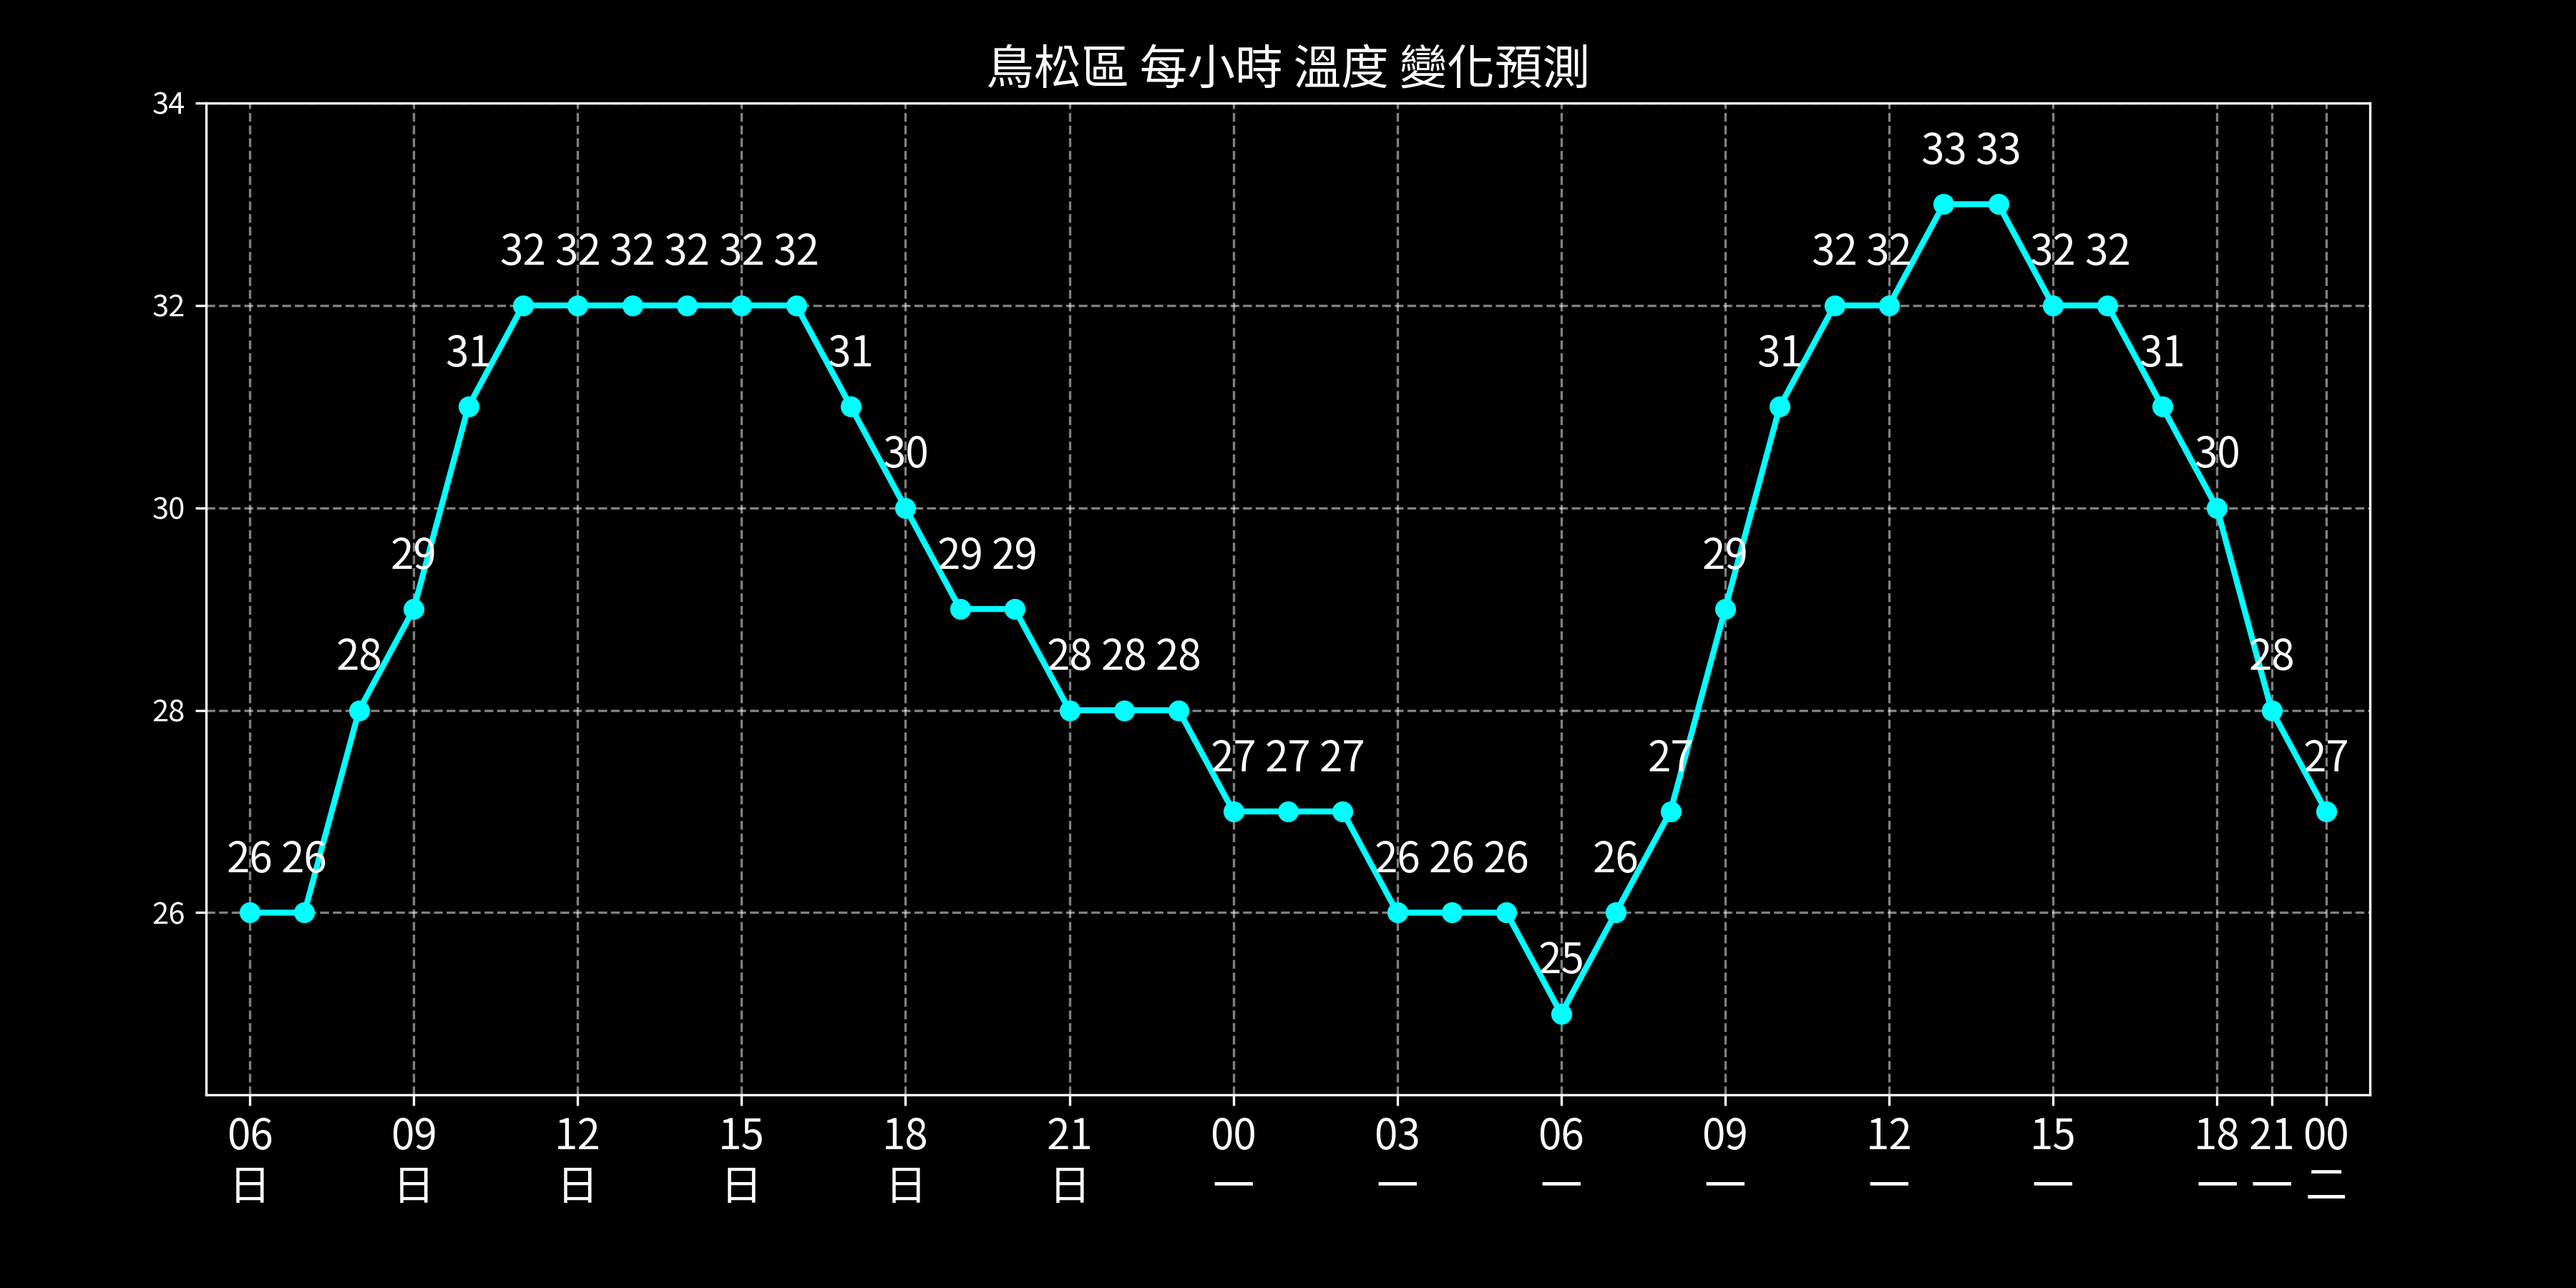 鳥松區 每小時 溫度 變化預測
34
33 33
32 32 32 32 32 32 32 32 32 32
32
31 31 31 31
30 30
30
29 29 29 29
28 28 28 28 28
28
27 27 27 27 27
26 26 26 26 26 26
26
25
06 09 12 15 18 21 00 03 06 09 12 15 18 21 00
日 日 日 日 日 日 一 一 一 一 一 一 一 一 二